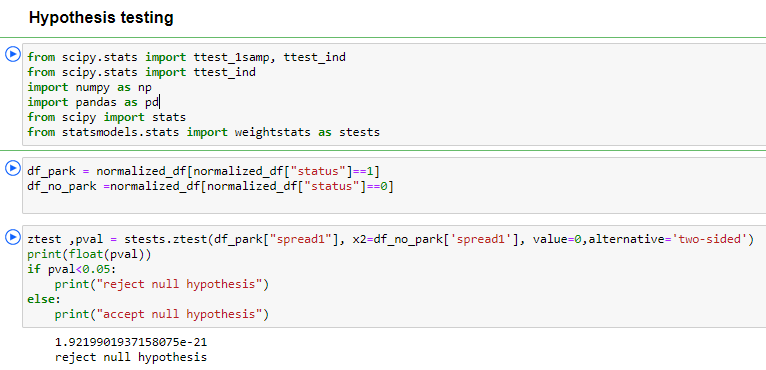 Hypothesis testing
from scipy.stats import ttest_1samp, ttest_ind
from scipy.stats import ttest_ind
import numpy as np
import pandas as pd
from scipy import stats
from statsmodels.stats import weightstats as stests
df_park = normalized_df[normalized_df["status"]==1]
df_no_park =normalized_df[normalized_df["status"]==0]
ztest ,pval = stests.ztest(df_park["spread1"], x2=df_no_park['spread1'], value=0,alternative='two-sided')
print(float(pval))
if pval<0.05:
    print("reject null hypothesis")
else:
    print("accept null hypothesis")
1.9219901937158075e-21
reject null hypothesis